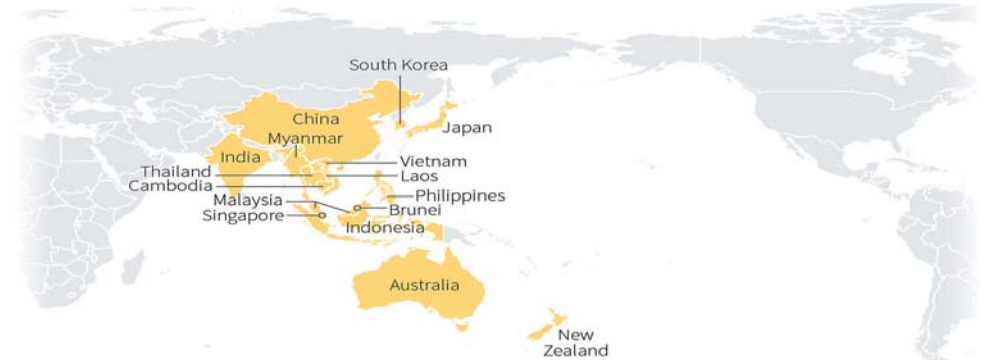 South Korea
China
Japan
Myanmar
India
Vietnam
Thailand
Laos
Cambodia
Philippines
Malaysia
Brunei
Singapore
Indonesia
Australia
New
Zealand